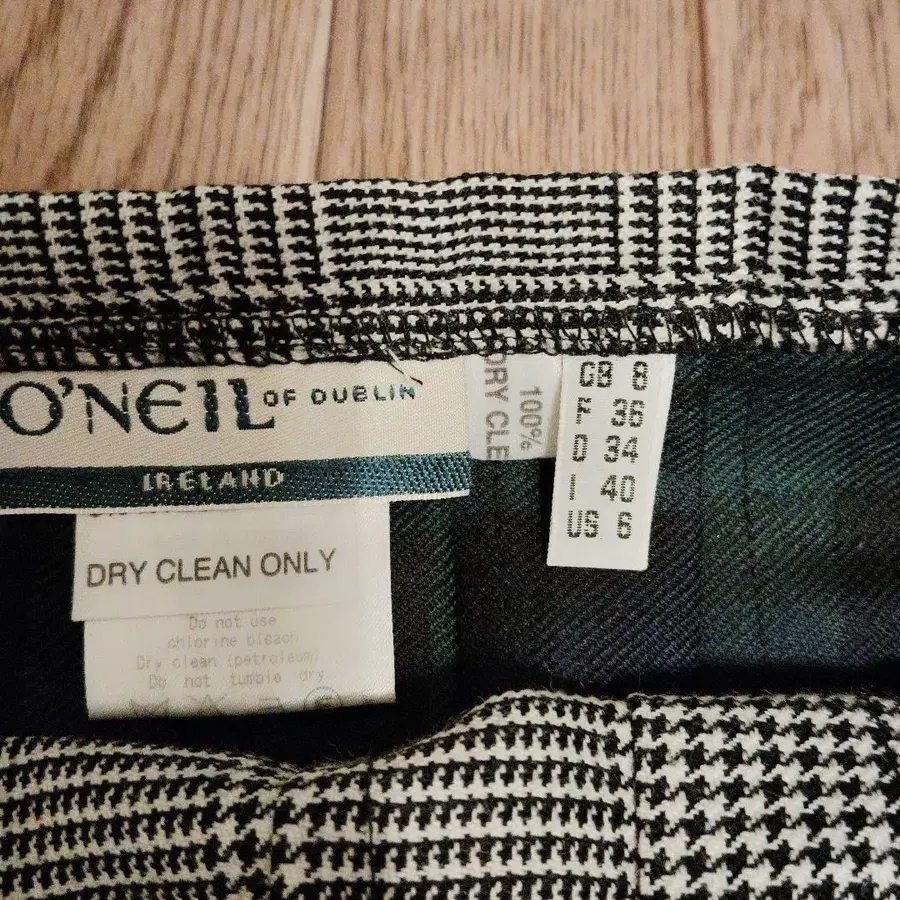 O'NEIL OF DUBLIN
IRELAND
DRY CLEAN ONLY
Do not use
chlorine bleach
Dry clean (petroleum)
Do not tumble dry
100%
DRY CLE
GB 8
F 36
D 34
I 40
US 6